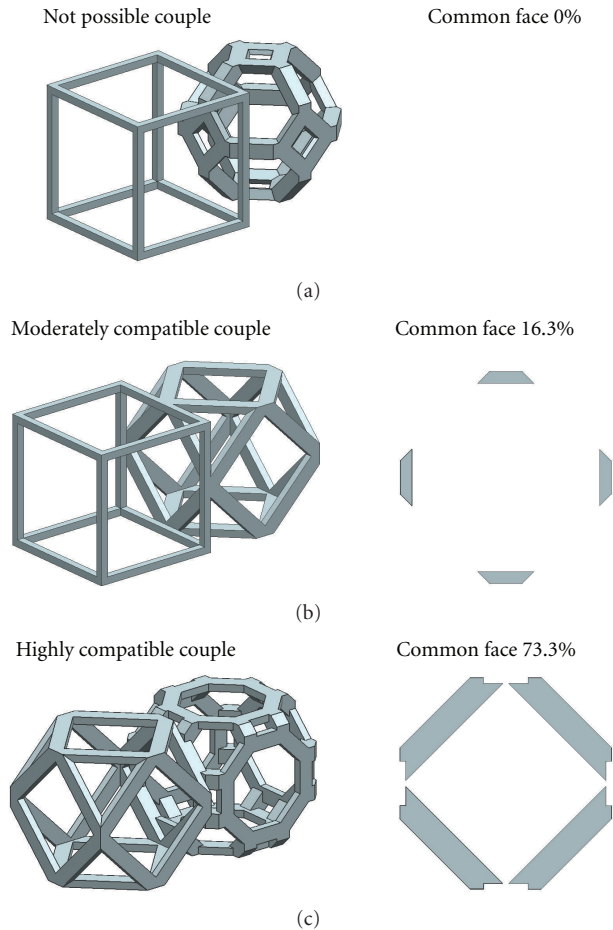 Not possible couple
Common face 0%
(a)
Moderately compatible couple
Common face 16.3%
(b)
Highly compatible couple
Common face 73.3%
(c)